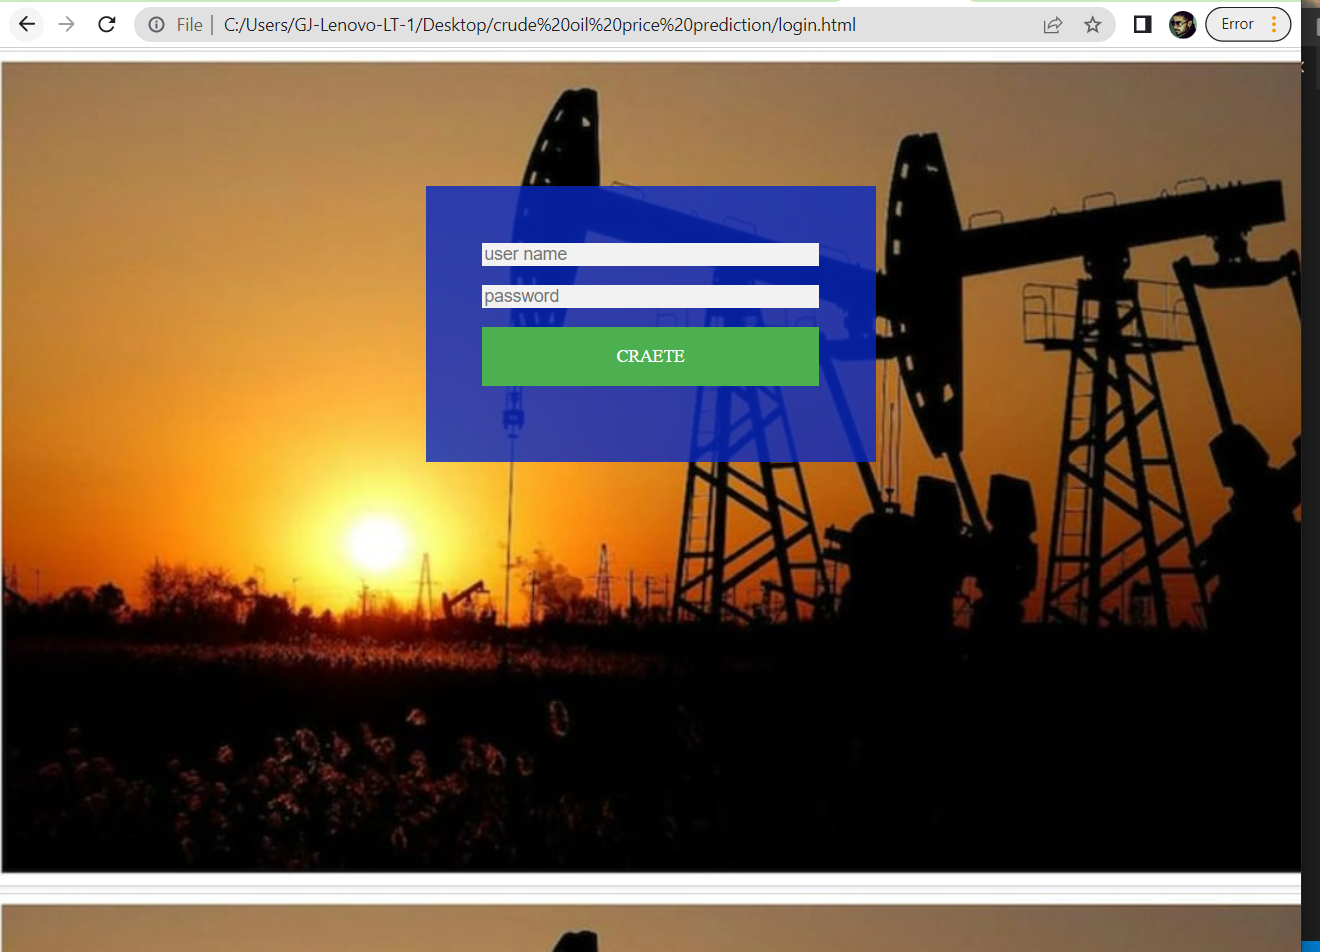 File | C:/Users/GJ-Lenovo-LT-1/Desktop/crude%20oil%20price%20prediction/login.html Error
user name
password
CRAETE